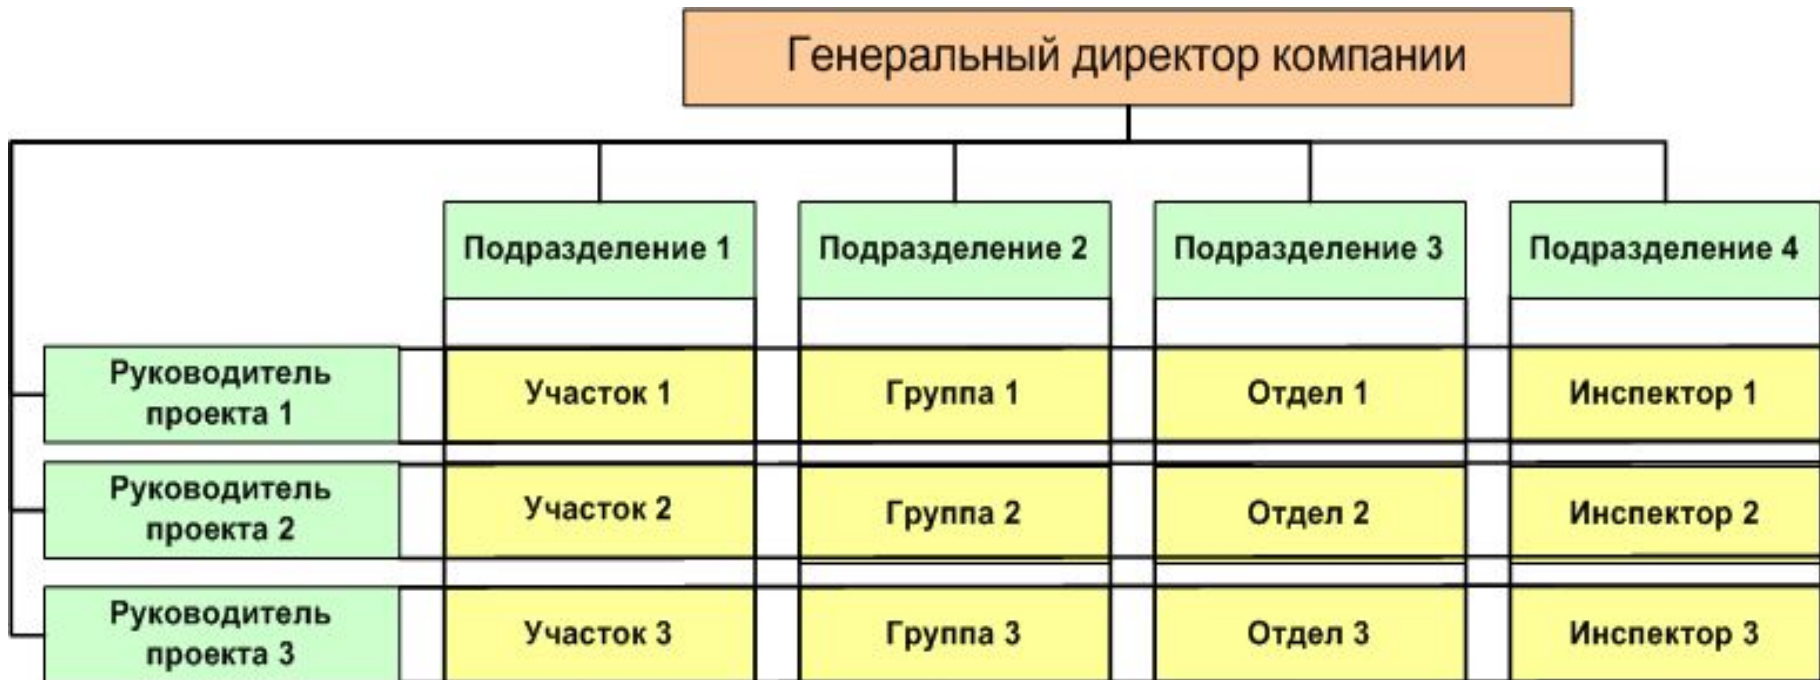 Генеральный директор компании
Подразделение 1
Подразделение 2
Подразделение 3
Подразделение 4
Руководитель
проекта 1
Участок 1
Группа 1
Отдел 1
Инспектор 1
Руководитель
проекта 2
Участок 2
Группа 2
Отдел 2
Инспектор 2
Руководитель
проекта 3
Участок 3
Группа 3
Отдел 3
Инспектор 3